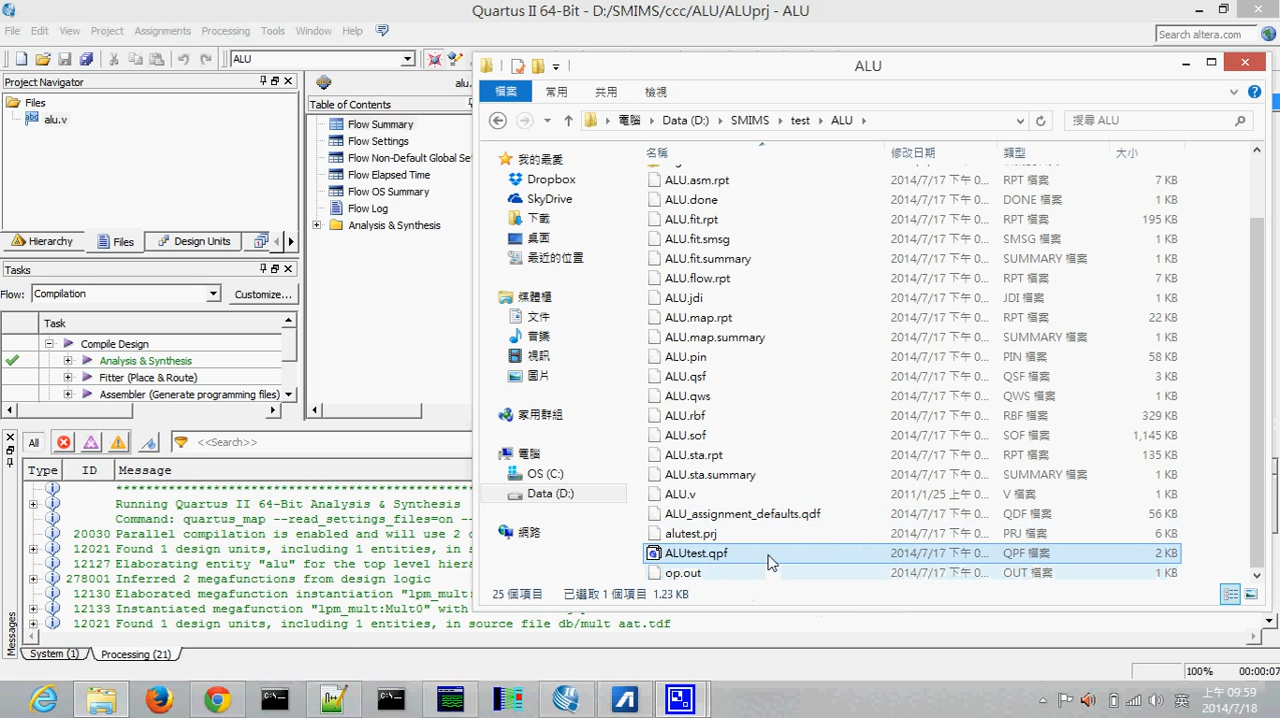 Quartus II 64-Bit - D:/SMIMS/ccc/ALU/ALUprj - ALU
File Edit View Project Assignments Processing Tools Window Help
Search altera.com
ALU
Project Navigator
Files
alu.v
Hierarchy Files Design Units
Tasks
Flow: Compilation Customize...
Task
Compile Design
Analysis & Synthesis
Fitter (Place & Route)
Assembler (Generate programming files)
alu.
Table of Contents
Flow Summary
Flow Settings
Flow Non-Default Global Se
Flow Elapsed Time
Flow OS Summary
Flow Log
Analysis & Synthesis
ALU
檔案 常用 共用 檢視
電腦 Data (D:) SMIMS test ALU
搜尋 ALU
我的最愛
Dropbox
SkyDrive
下載
桌面
最近的位置
媒體櫃
文件
音樂
視訊
圖片
家用群組
電腦
OS (C:)
Data (D:)
網路
名稱 修改日期 類型 大小
ALU.asm.rpt 2014/7/17 下午 0... RPT 檔案 7 KB
ALU.done 2014/7/17 下午 0... DONE 檔案 1 KB
ALU.fit.rpt 2014/7/17 下午 0... RPT 檔案 195 KB
ALU.fit.smsg 2014/7/17 下午 0... SMSG 檔案 1 KB
ALU.fit.summary 2014/7/17 下午 0... SUMMARY 檔案 1 KB
ALU.flow.rpt 2014/7/17 下午 0... RPT 檔案 7 KB
ALU.jdi 2014/7/17 下午 0... JDI 檔案 1 KB
ALU.map.rpt 2014/7/17 下午 0... RPT 檔案 22 KB
ALU.map.summary 2014/7/17 下午 0... SUMMARY 檔案 1 KB
ALU.pin 2014/7/17 下午 0... PIN 檔案 58 KB
ALU.qsf 2014/7/17 下午 0... QSF 檔案 3 KB
ALU.qws 2014/7/17 下午 0... QWS 檔案 1 KB
ALU.rbf 2014/7/17 下午 0... RBF 檔案 329 KB
ALU.sof 2014/7/17 下午 0... SOF 檔案 1,145 KB
ALU.sta.rpt 2014/7/17 下午 0... RPT 檔案 135 KB
ALU.sta.summary 2014/7/17 下午 0... SUMMARY 檔案 1 KB
ALU.v 2011/1/25 上午 0... V 檔案 1 KB
ALU_assignment_defaults.qdf 2014/7/17 下午 0... QDF 檔案 56 KB
alutest.prj 2014/7/17 下午 0... PRJ 檔案 6 KB
ALUtest.qpf 2014/7/17 下午 0... QPF 檔案 2 KB
op.out 2014/7/17 下午 0... OUT 檔案 1 KB
25 個項目 已選取 1 個項目 1.23 KB
All <<Search>>
Type ID Message
*******************************************************
Running Quartus II 64-Bit Analysis & Synthesis
Command: quartus_map --read_settings_files=on --
20030 Parallel compilation is enabled and will use 2
12021 Found 1 design units, including 1 entities, in
12127 Elaborating entity "alu" for the top level hiera
278001 Inferred 2 megafunctions from design logic
12130 Elaborated megafunction instantiation "lpm_mult:
12133 Instantiated megafunction "lpm_mult:Mult0" with
12021 Found 1 design units, including 1 entities, in source file db/mult_aat.tdf
Messages
System (1) Processing (21)
100% 00:00:07
英
上午 09:59
2014/7/18